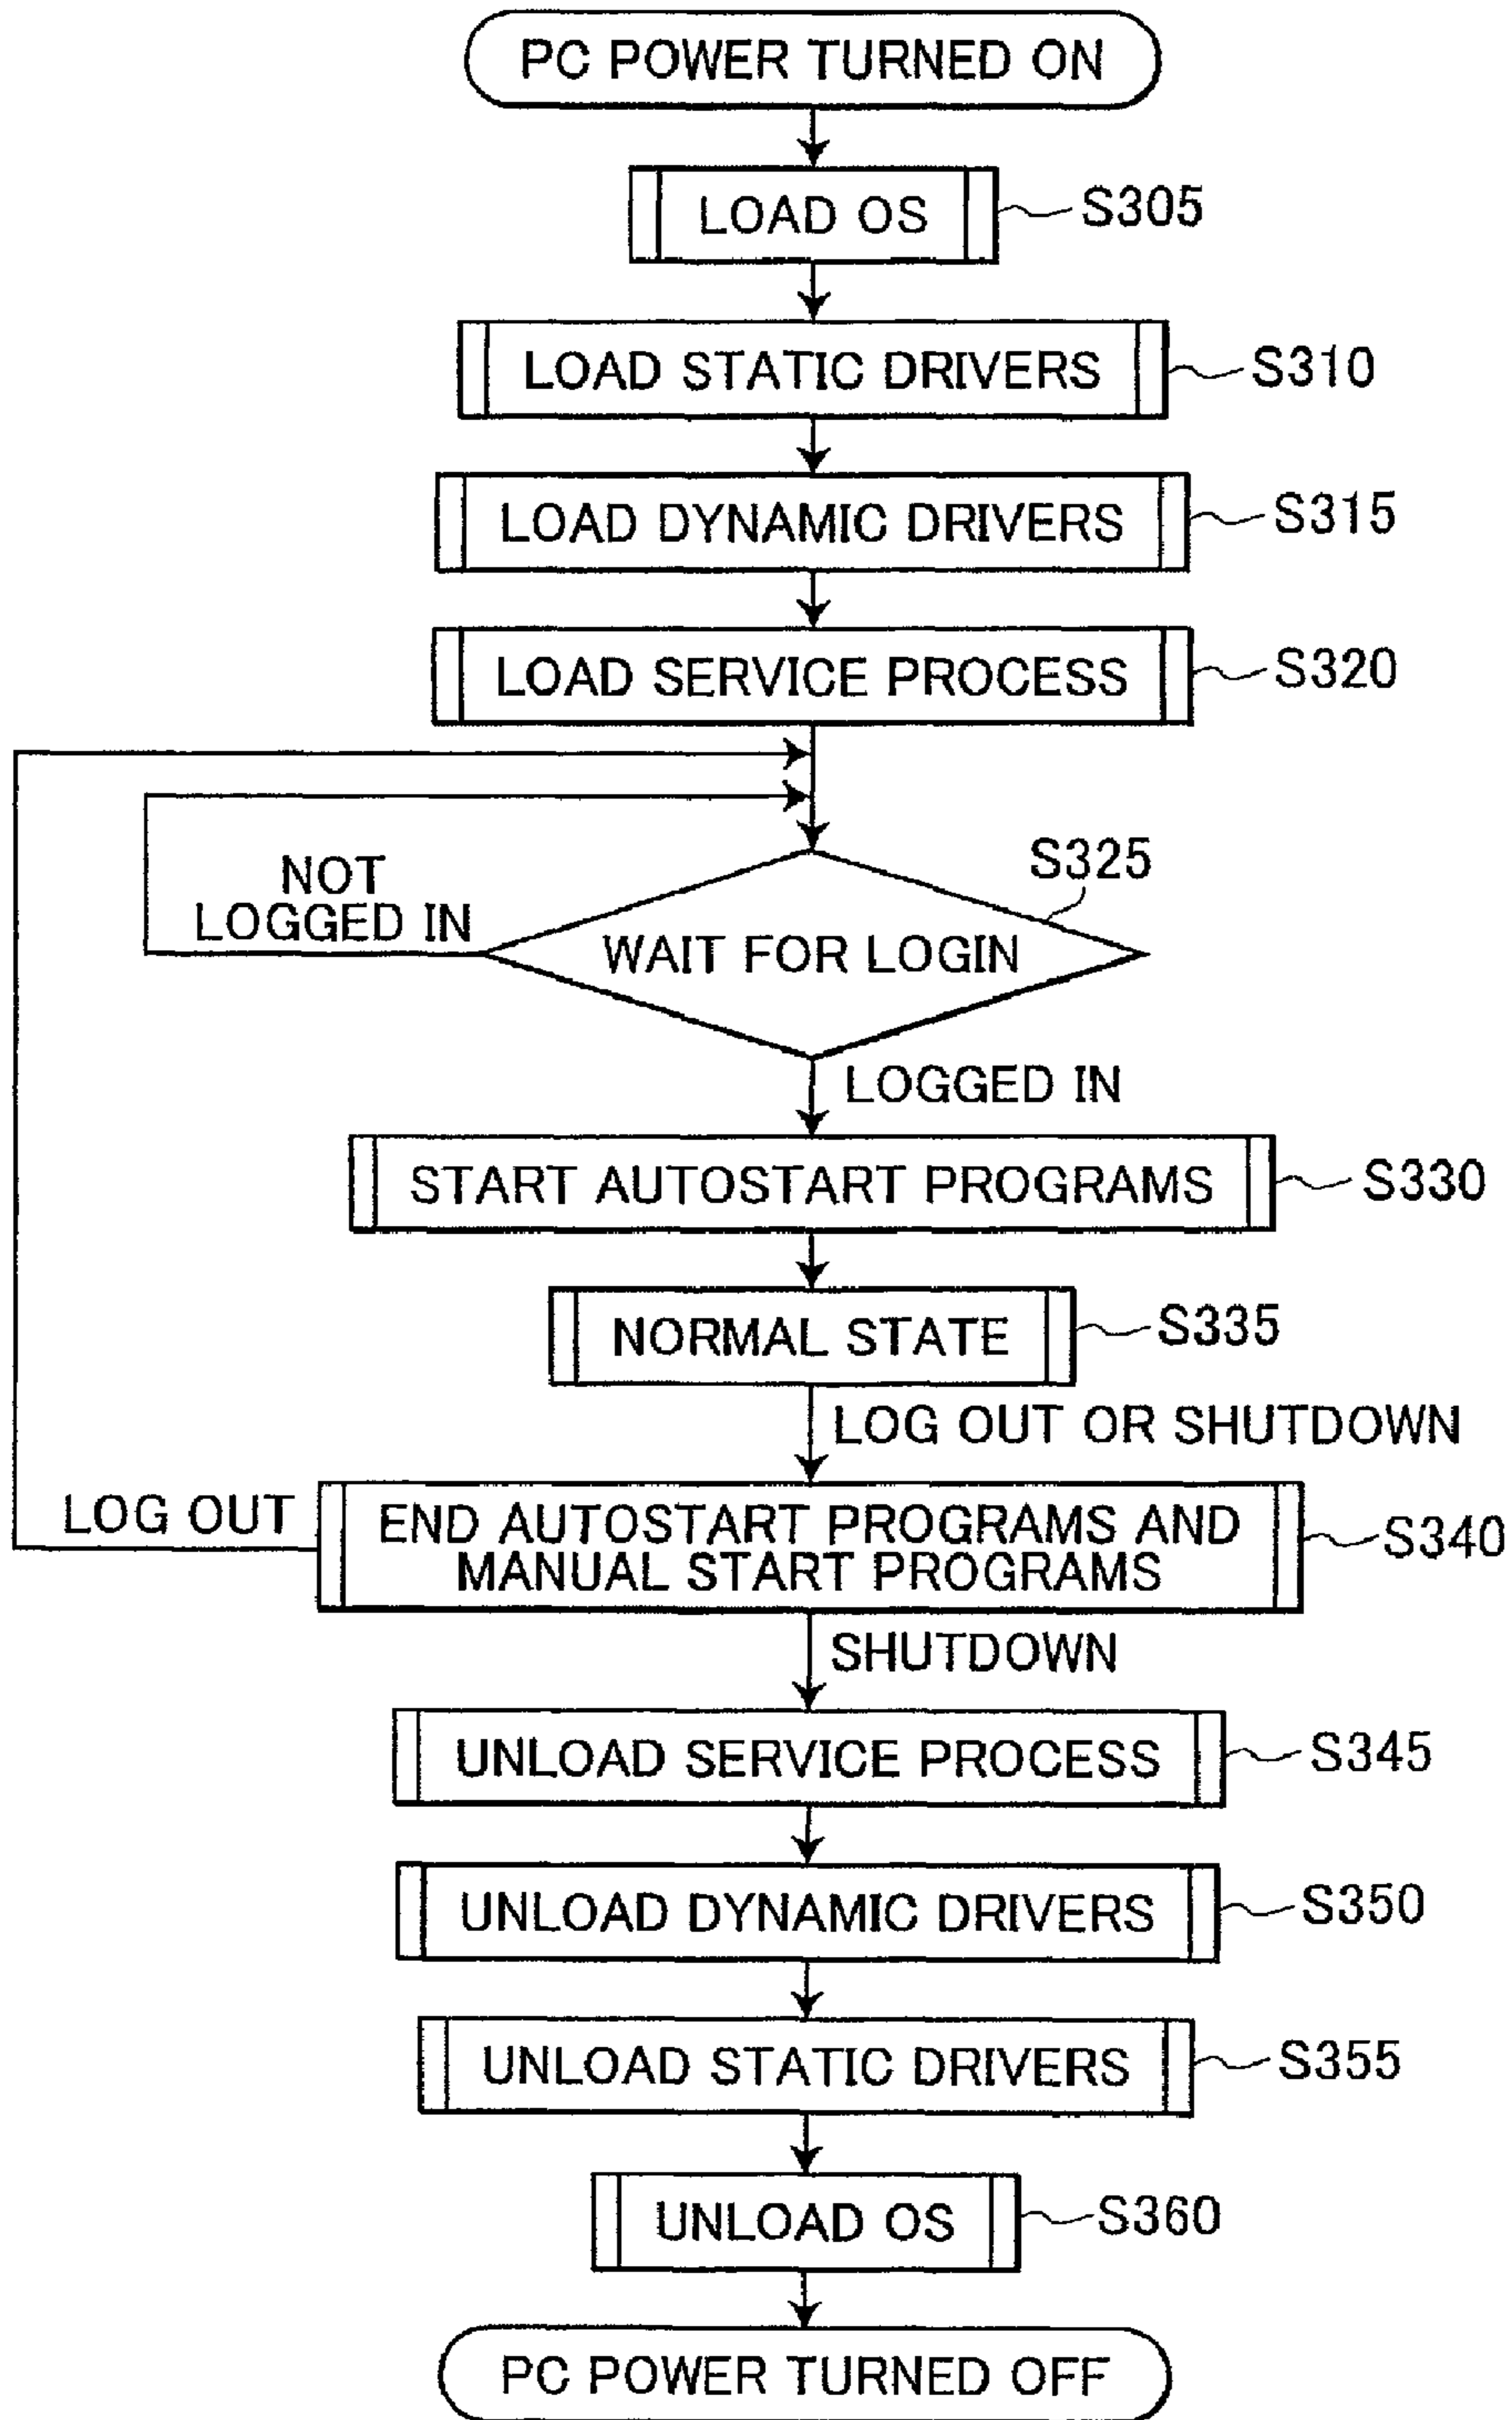 PC POWER TURNED ON
LOAD OS
S305
LOAD STATIC DRIVERS
S310
LOAD DYNAMIC DRIVERS
S315
LOAD SERVICE PROCESS
S320
NOT
LOGGED IN
S325
WAIT FOR LOGIN
LOGGED IN
START AUTOSTART PROGRAMS
S330
NORMAL STATE
S335
LOG OUT OR SHUTDOWN
LOG OUT
END AUTOSTART PROGRAMS AND
MANUAL START PROGRAMS
S340
SHUTDOWN
UNLOAD SERVICE PROCESS
S345
UNLOAD DYNAMIC DRIVERS
S350
UNLOAD STATIC DRIVERS
S355
UNLOAD OS
S360
PC POWER TURNED OFF